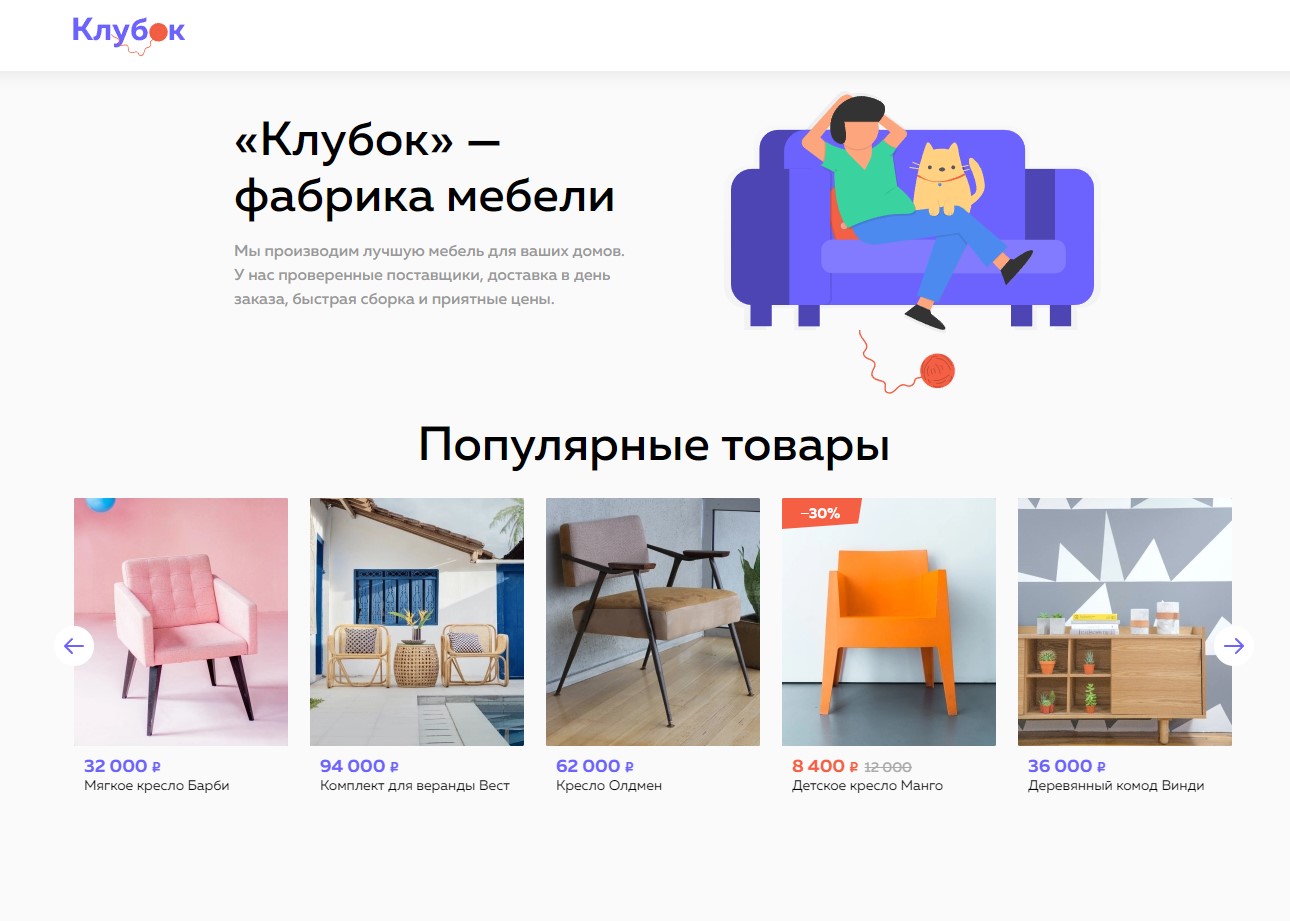 Клубок
«Клубок» —
фабрика мебели
Мы производим лучшую мебель для ваших домов.
У нас проверенные поставщики, доставка в день
заказа, быстрая сборка и приятные цены.
Популярные товары
–30%
32 000 ₽
Мягкое кресло Барби
94 000 ₽
Комплект для веранды Вест
62 000 ₽
Кресло Олдмен
8 400 ₽ 12 000
Детское кресло Манго
36 000 ₽
Деревянный комод Винди